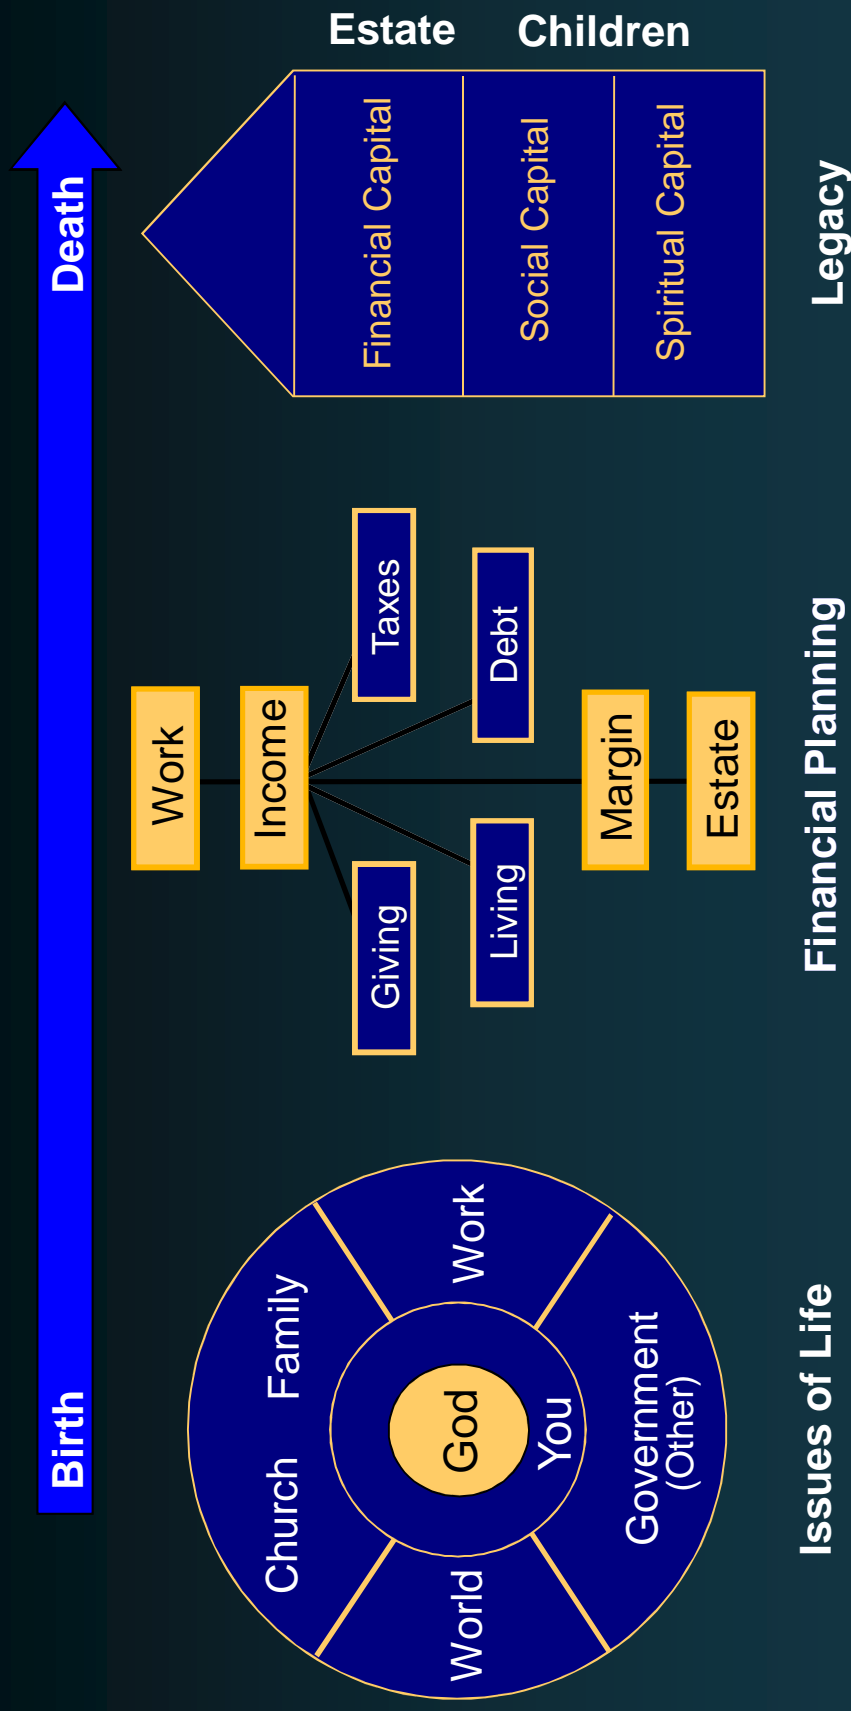 Birth
Death
Church Family
World
God
You
Work
Government
(Other)
Issues of Life
Work
Income
Giving
Taxes
Living
Debt
Margin
Estate
Financial Planning
Estate
Children
Financial Capital
Social Capital
Spiritual Capital
Legacy